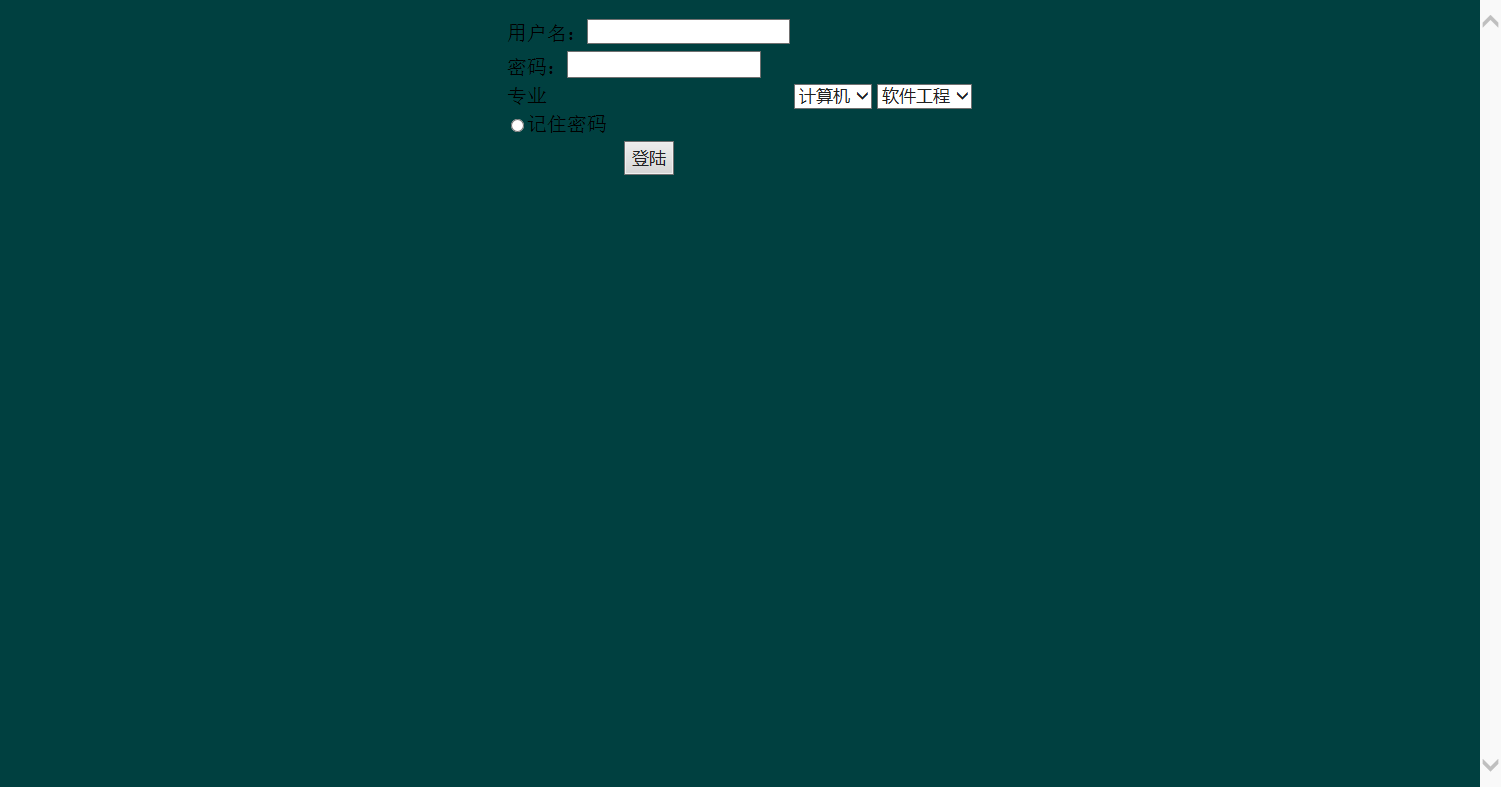 用户名：
密码：
专业 计算机 软件工程
记住密码
登陆